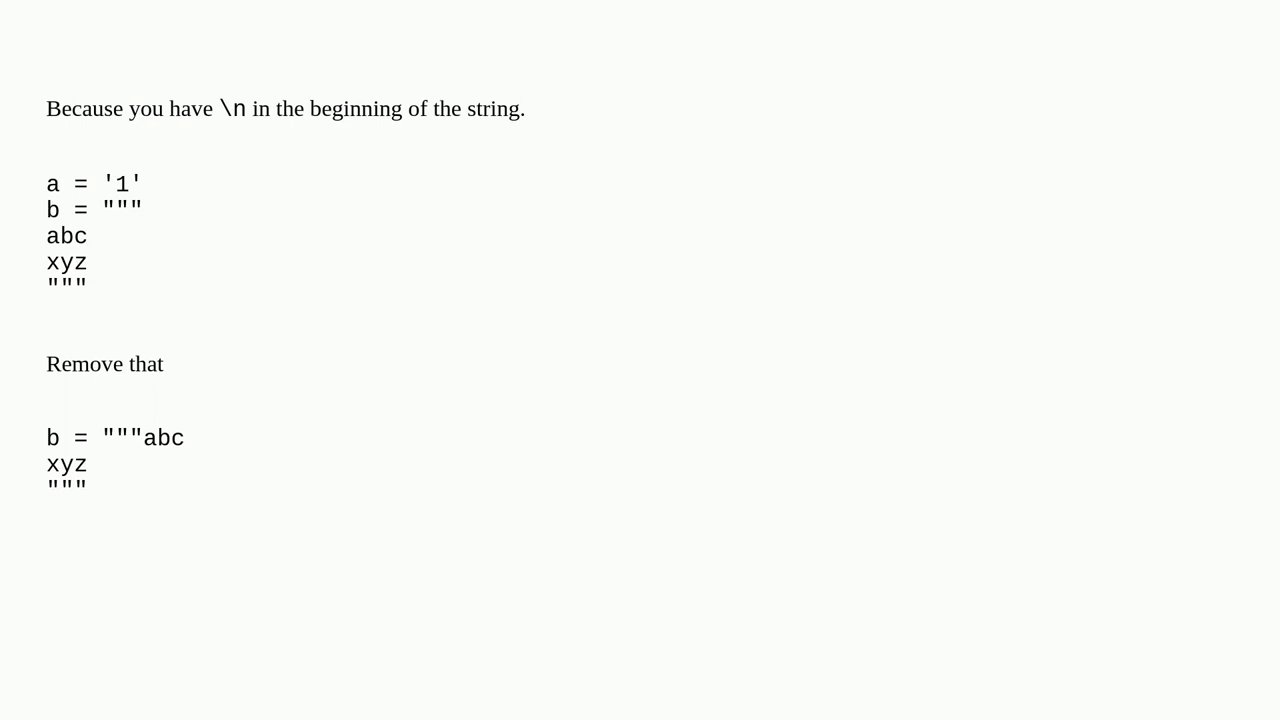 Because you have \n in the beginning of the string.
a = '1'
b = """
abc
xyz
"""
Remove that
b = """abc
xyz
"""